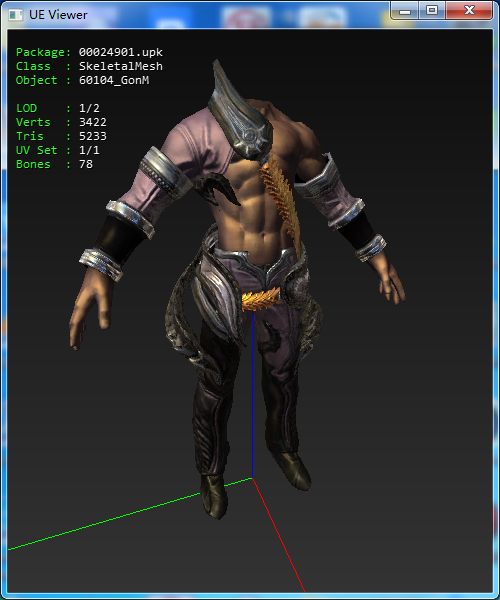 UE Viewer
Package: 00024901.upk
Class : SkeletalMesh
Object : 60104_GonM
LOD : 1/2
Verts : 3422
Tris : 5233
UV Set : 1/1
Bones : 78